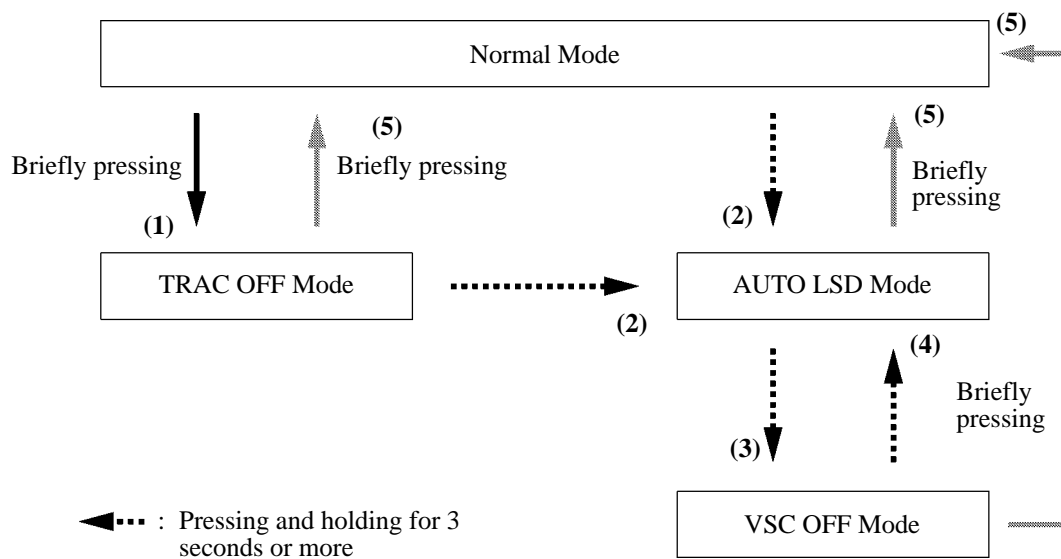 (5)
Normal Mode
(5)
(5)
Briefly pressing
Briefly pressing
Briefly
pressing
(1)
(2)
TRAC OFF Mode
AUTO LSD Mode
(2)
(4)
Briefly
pressing
(3)
: Pressing and holding for 3
seconds or more
VSC OFF Mode